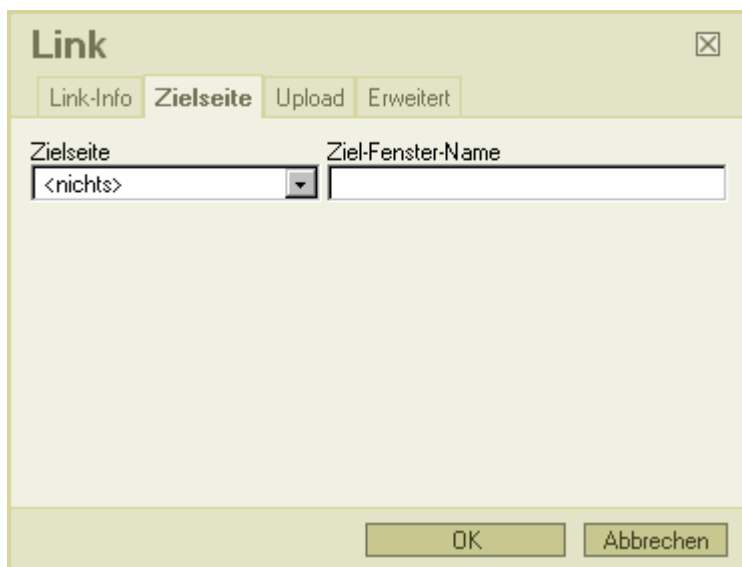 Link
Link-Info Zielseite Upload Erweitert
Zielseite Ziel-Fenster-Name
<nichts>
OK Abbrechen